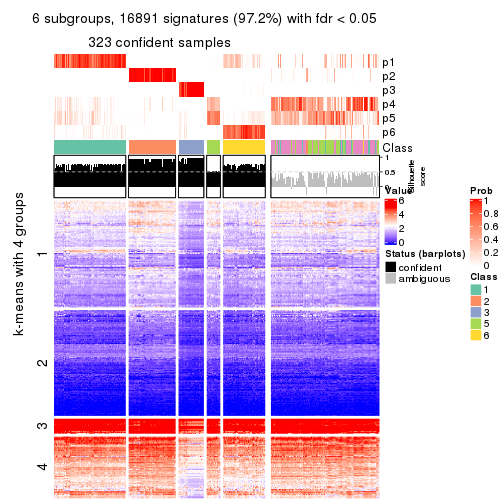 6 subgroups, 16891 signatures (97.2%) with fdr < 0.05
323 confident samples
p1
p2
p3
p4
p5
p6
Class
1
0.5
0
Silhouette
score
k-means with 4 groups
1
2
3
4
Value
6
4
2
0
Status (barplots)
confident
ambiguous
Prob
1
0.8
0.6
0.4
0.2
0
Class
1
2
3
5
6